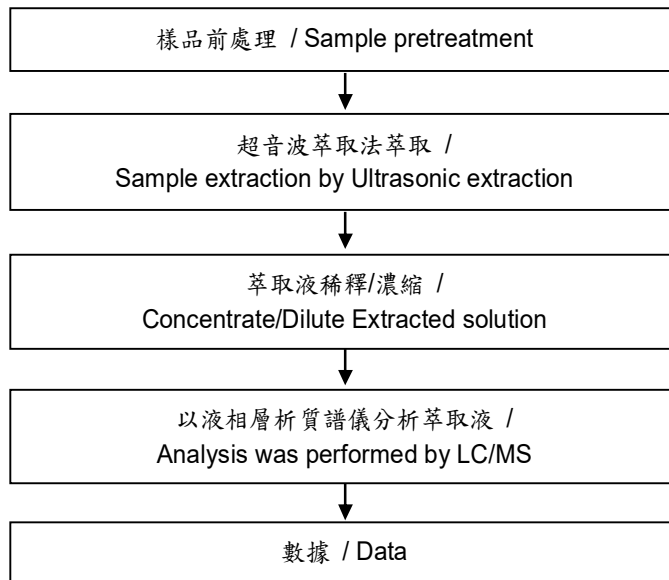 樣品前處理 / Sample pretreatment
超音波萃取法萃取 /
Sample extraction by Ultrasonic extraction
萃取液稀釋/濃縮 /
Concentrate/Dilute Extracted solution
以液相層析質譜儀分析萃取液 /
Analysis was performed by LC/MS
數據 / Data